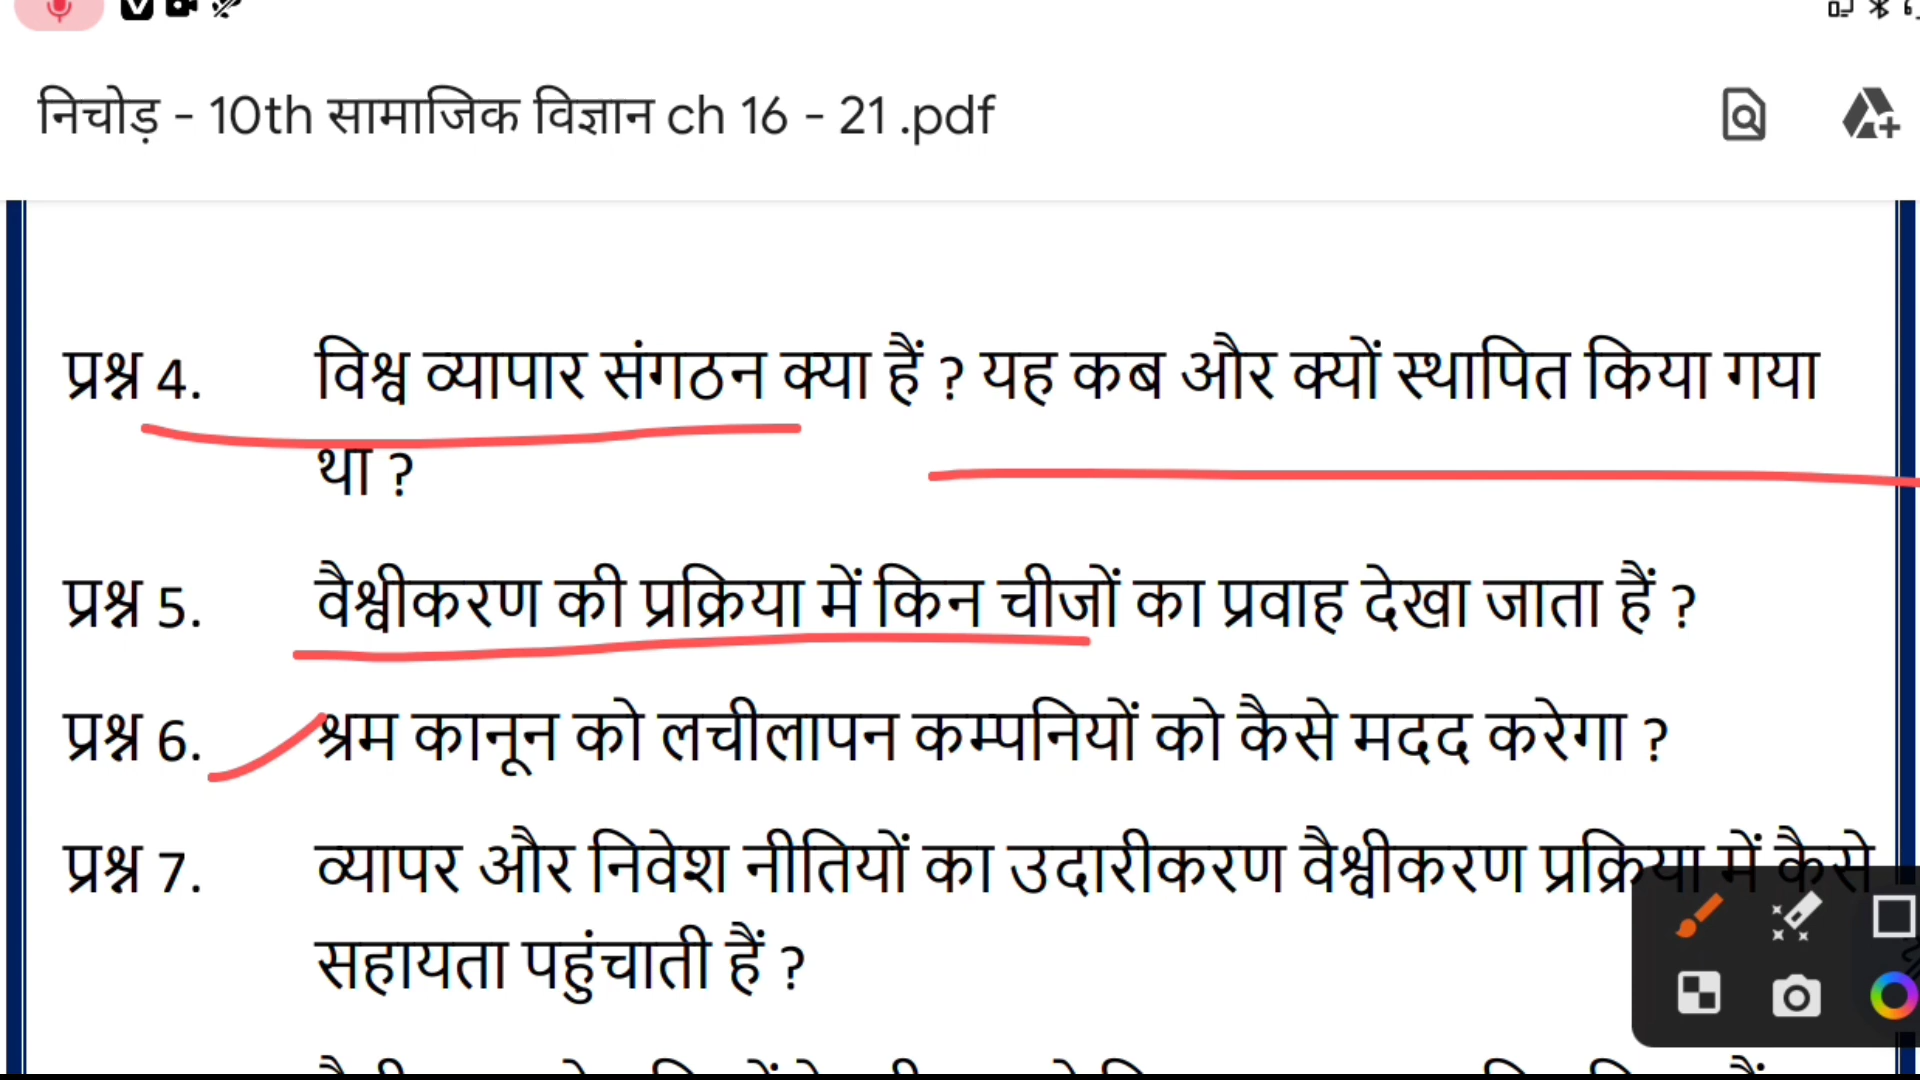 निचोड़ - 10th सामाजिक विज्ञान ch 16 - 21 .pdf
प्रश्न 4. विश्व व्यापार संगठन क्या हैं ? यह कब और क्यों स्थापित किया गया
था ?
प्रश्न 5. वैश्वीकरण की प्रक्रिया में किन चीजों का प्रवाह देखा जाता हैं ?
प्रश्न 6. श्रम कानून को लचीलापन कम्पनियों को कैसे मदद करेगा ?
प्रश्न 7. व्यापर और निवेश नीतियों का उदारीकरण वैश्वीकरण प्रक्रिया में कैसे
सहायता पहुंचाती हैं ?